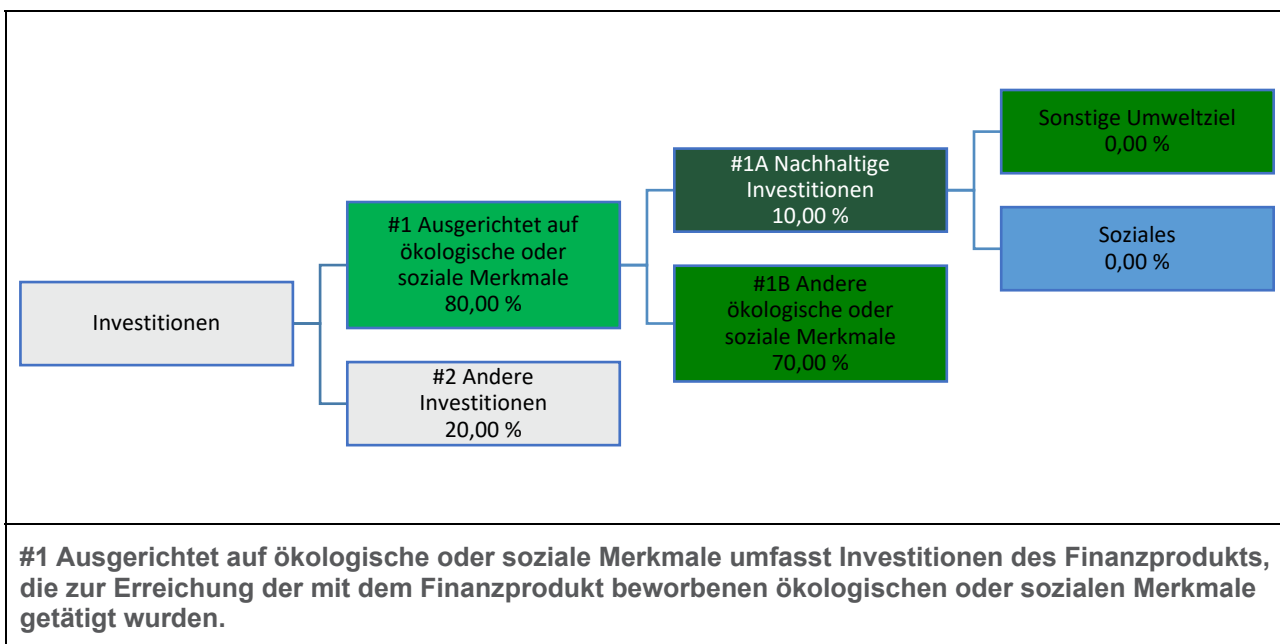 Investitionen
#1 Ausgerichtet auf
ökologische oder
soziale Merkmale
80,00 %
#2 Andere
Investitionen
20,00 %
#1A Nachhaltige
Investitionen
10,00 %
#1B Andere
ökologische oder
soziale Merkmale
70,00 %
Sonstige Umweltziel
0,00 %
Soziales
0,00 %
#1 Ausgerichtet auf ökologische oder soziale Merkmale umfasst Investitionen des Finanzprodukts,
die zur Erreichung der mit dem Finanzprodukt beworbenen ökologischen oder sozialen Merkmale
getätigt wurden.